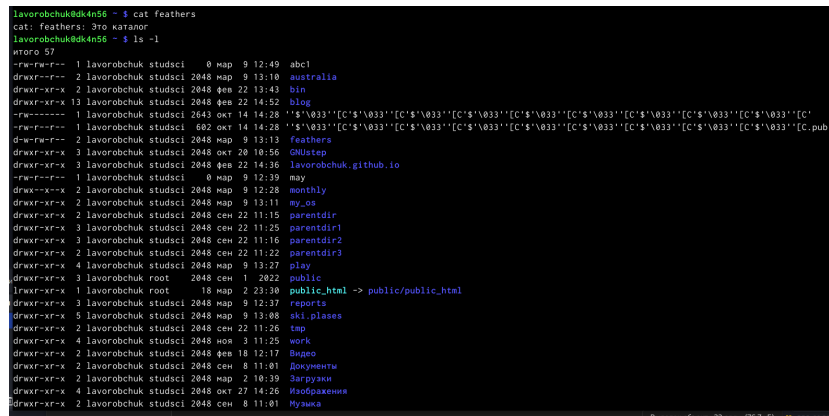 lavorobchuk@dk4n56 ~ $ cat feathers
cat: feathers: Это каталог
lavorobchuk@dk4n56 ~ $ ls -l
итого 57
-rw-rw-r-- 1 lavorobchuk studsci 0 мар 9 12:49 abc1
drwxr--r-- 2 lavorobchuk studsci 2048 мар 9 13:10 australia
drwxr-xr-x 2 lavorobchuk studsci 2048 фев 22 13:43 bin
drwxr-xr-x 13 lavorobchuk studsci 2048 фев 22 14:52 blog
-rw------- 1 lavorobchuk studsci 2643 окт 14 14:28 ''$'\033''[C'$'\033''[C'$'\033''[C'$'\033''[C'$'\033''[C'$'\033''[C'$'\033''[C'$'\033''[C'$'\033''[C'
-rw-r--r-- 1 lavorobchuk studsci 602 окт 14 14:28 ''$'\033''[C'$'\033''[C'$'\033''[C'$'\033''[C'$'\033''[C'$'\033''[C'$'\033''[C'$'\033''[C'$'\033''[C.pub
d-w-rw-r-- 2 lavorobchuk studsci 2048 мар 9 13:13 feathers
drwxr-xr-x 3 lavorobchuk studsci 2048 окт 20 10:56 GNUstep
drwxr-xr-x 3 lavorobchuk studsci 2048 фев 22 14:36 lavorobchuk.github.io
-rw-r--r-- 1 lavorobchuk studsci 0 мар 9 12:39 may
drwx--x--x 2 lavorobchuk studsci 2048 мар 9 12:28 monthly
drwxr-xr-x 2 lavorobchuk studsci 2048 мар 9 13:11 my_os
drwxr-xr-x 2 lavorobchuk studsci 2048 сен 22 11:15 parentdir
drwxr-xr-x 3 lavorobchuk studsci 2048 сен 22 11:25 parentdir1
drwxr-xr-x 3 lavorobchuk studsci 2048 сен 22 11:16 parentdir2
drwxr-xr-x 2 lavorobchuk studsci 2048 сен 22 11:22 parentdir3
drwxr-xr-x 4 lavorobchuk studsci 2048 мар 9 13:27 play
drwxr-xr-x 3 lavorobchuk root 2048 сен 1 2022 public
lrwxr-xr-x 1 lavorobchuk root 18 мар 2 23:30 public_html -> public/public_html
drwxr-xr-x 3 lavorobchuk studsci 2048 мар 9 12:37 reports
drwxr-xr-x 5 lavorobchuk studsci 2048 мар 9 13:08 ski.plases
drwxr-xr-x 2 lavorobchuk studsci 2048 сен 22 11:26 tmp
drwxr-xr-x 4 lavorobchuk studsci 2048 ноя 3 11:25 work
drwxr-xr-x 2 lavorobchuk studsci 2048 фев 18 12:17 Видео
drwxr-xr-x 2 lavorobchuk studsci 2048 сен 8 11:01 Документы
drwxr-xr-x 2 lavorobchuk studsci 2048 мар 2 10:39 Загрузки
drwxr-xr-x 4 lavorobchuk studsci 2048 окт 27 14:26 Изображения
drwxr-xr-x 2 lavorobchuk studsci 2048 сен 8 11:01 Музыка